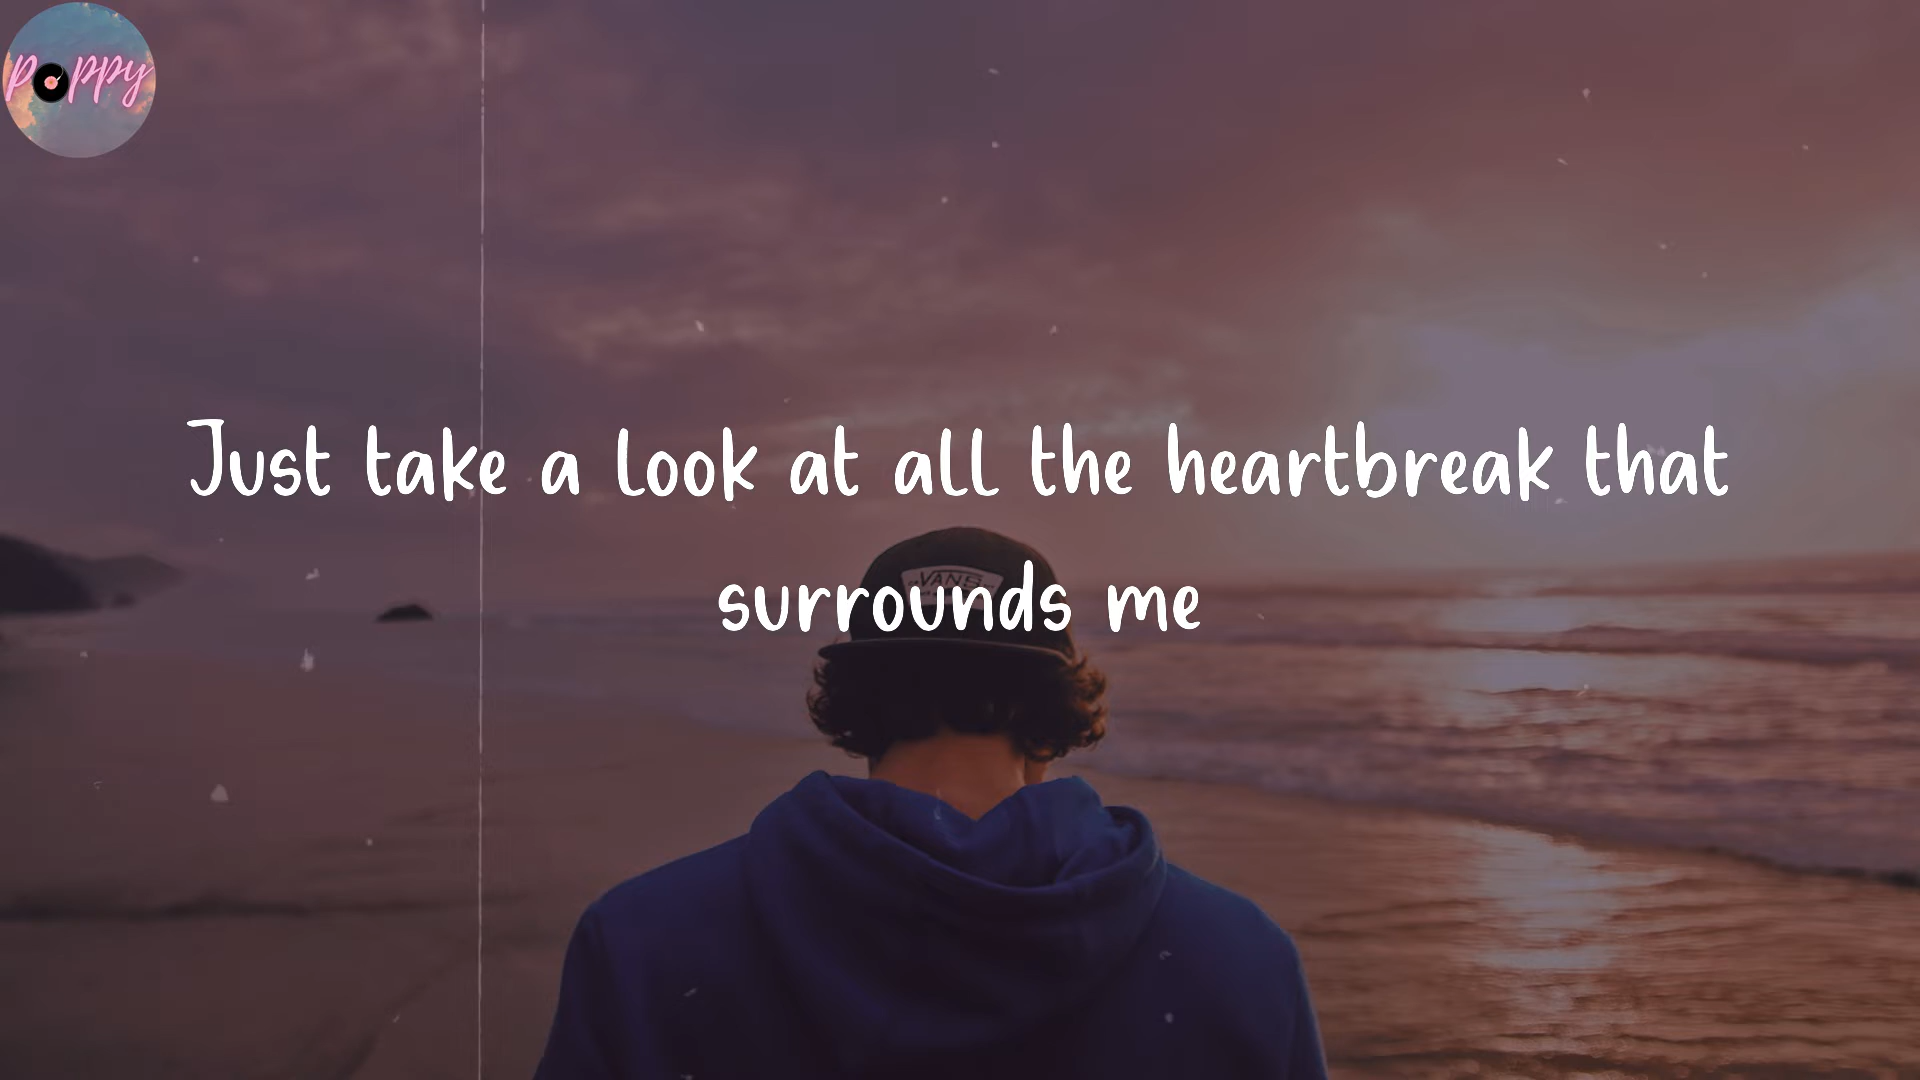 Poppy
Just take a look at all the heartbreak that
surrounds me
VANS